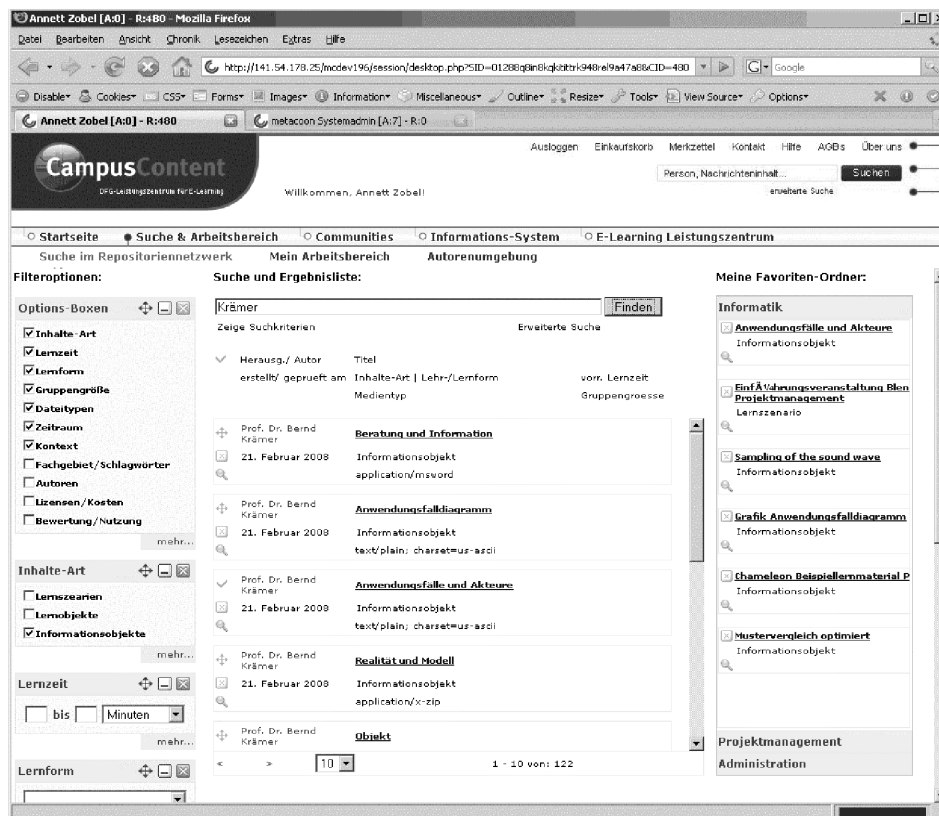 Annett Zobel [A:0] - R:480 - Mozilla Firefox
Datei Bearbeiten Ansicht Chronik Lesezeichen Extras Hilfe
Google
Disable Cookies CSS Forms Images Information Miscellaneous Outline Resize Tools View Source Options
Annett Zobel [A:0] - R:480 metacoon Systemadmin [A:7] - R:0
Ausloggen Einkaufskorb Merkzettel Kontakt Hilfe AGBs Über uns
CampusContent
DFG-Leistungszentrum für E-Learning
Willkommen, Annett Zobel!
Person, Nachrichteninhalt... Suchen
erweiterte Suche
Startseite Suche & Arbeitsbereich Communities Informations-System E-Learning Leistungszentrum
Suche im Repositoriennetzwerk Mein Arbeitsbereich Autorenumgebung
Filteroptionen:
Options-Boxen
Inhalte-Art
Lernzeit
Lernform
Gruppengröße
Dateitypen
Zeitraum
Kontext
Fachgebiet/Schlagwörter
Autoren
Lizensen/Kosten
Bewertung/Nutzung
mehr...
Inhalte-Art
Lernszearien
Lernobjekte
Informationsobjekte
mehr...
Lernzeit
bis Minuten
mehr...
Lernform
Suche und Ergebnisliste:
Krämer Finden
Zeige Suchkriterien Erweiterte Suche
Herausg./ Autor Titel
erstellt/ geprueft am Inhalte-Art | Lehr-/Lernform vorr. Lernzeit
Medientyp Gruppengroesse
Prof. Dr. Bernd
Krämer Beratung und Information
21. Februar 2008 Informationsobjekt
application/msword
Prof. Dr. Bernd
Krämer Anwendungsfalldiagramm
21. Februar 2008 Informationsobjekt
text/plain; charset=us-ascii
Prof. Dr. Bernd
Krämer Anwendungsfälle und Akteure
21. Februar 2008 Informationsobjekt
text/plain; charset=us-ascii
Prof. Dr. Bernd
Krämer Realität und Modell
21. Februar 2008 Informationsobjekt
application/x-zip
Prof. Dr. Bernd
Krämer Objekt
< > 10 1 - 10 von: 122
Meine Favoriten-Ordner:
Informatik
Anwendungsfälle und Akteure
Informationsobjekt
EinfÃ¼hrungsveranstaltung Blen
Projektmanagement
Lernszenario
Sampling of the sound wave
Informationsobjekt
Grafik Anwendungsfalldiagramm
Informationsobjekt
Chameleon Beispiellernmaterial P
Informationsobjekt
Mustervergleich optimiert
Informationsobjekt
Projektmanagement
Administration